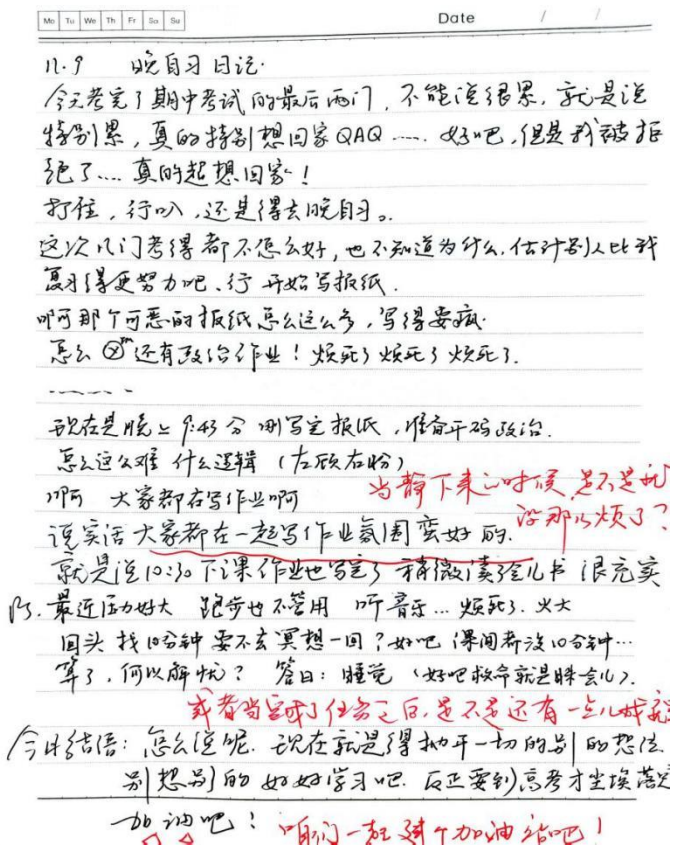 Mo Tu We Th Fr Sa Su
Date / /
11.9 晚自习日记.
今天考完了期中考试的最后两门,不能说很累,就是说
特别累,真的特别想回家QAQ……好吧,但是我被拒
绝了….真的超想回家!
打住,行叭,还是得去晚自习。
这次几门考得都不怎么好,也不知道为什么,估计别人比我
复习得更努力吧、行 开始写报纸.
啊啊那个可恶的报纸怎么这么多,写得要疯.
怎么 还有政治作业!烦死了烦死了烦死了.
————
现在是晚上9:43分 刚写完报纸,准备开码政治.
怎么这么难 什么逻辑(左顾右盼)
当静下来的时候,是不是就
啊啊 大家都在写作业啊
没那么烦了?
说实话大家都在一起写作业氛围蛮好的.
就是说10:30下课作业也写完了 稍微读会儿书 很充实
Ps. 最近压力好大 跑步也不管用 听音乐…烦死了.火大
回头找10分钟要不去冥想一回?好吧课间都没10分钟…
算了,何以解忧? 答曰:睡觉(好吧救命就是眯会儿).
或者当完成了任务之后,是不是还有一点儿成就
今日结语:怎么说呢.现在就是得抛开一切的别的想法
别想别的 好好学习吧. 反正要到高考才尘埃落定
加油吧!
咱们一起建个加油站吧!